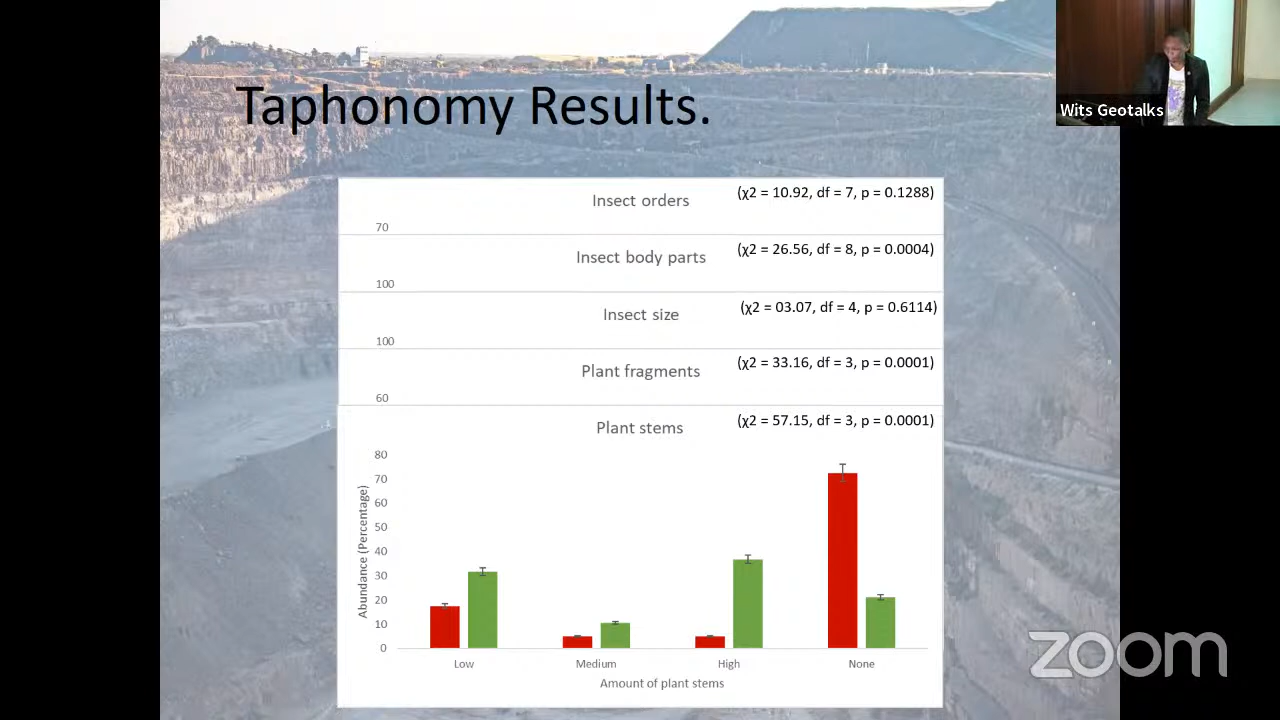 Taphonomy Results.
Wits Geotalks
Insect orders (χ2 = 10.92, df = 7, p = 0.1288)
70
Insect body parts (χ2 = 26.56, df = 8, p = 0.0004)
100
Insect size (χ2 = 03.07, df = 4, p = 0.6114)
100
Plant fragments (χ2 = 33.16, df = 3, p = 0.0001)
60
Plant stems (χ2 = 57.15, df = 3, p = 0.0001)
80
70
60
50
40
30
20
10
0
Abundance (Percentage)
Low Medium High None
Amount of plant stems
zoom